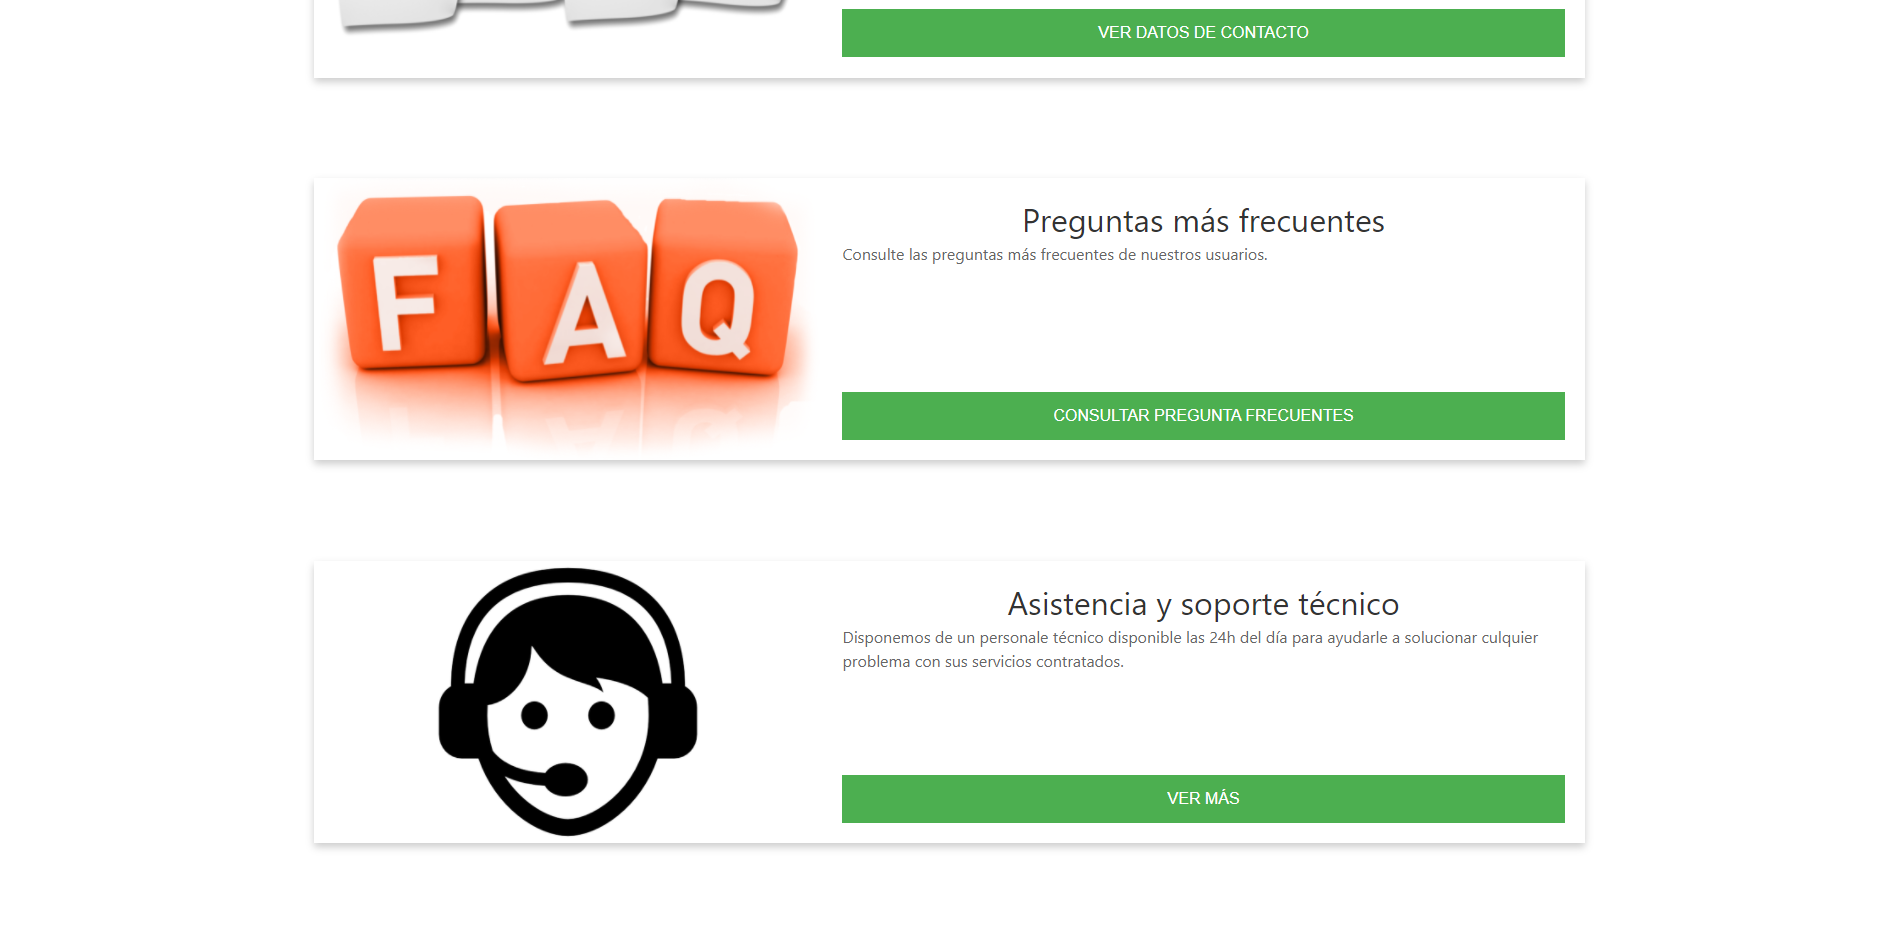 VER DATOS DE CONTACTO
FAQ
Preguntas más frecuentes
Consulte las preguntas más frecuentes de nuestros usuarios.
CONSULTAR PREGUNTA FRECUENTES
Asistencia y soporte técnico
Disponemos de un personale técnico disponible las 24h del día para ayudarle a solucionar culquier
problema con sus servicios contratados.
VER MÁS